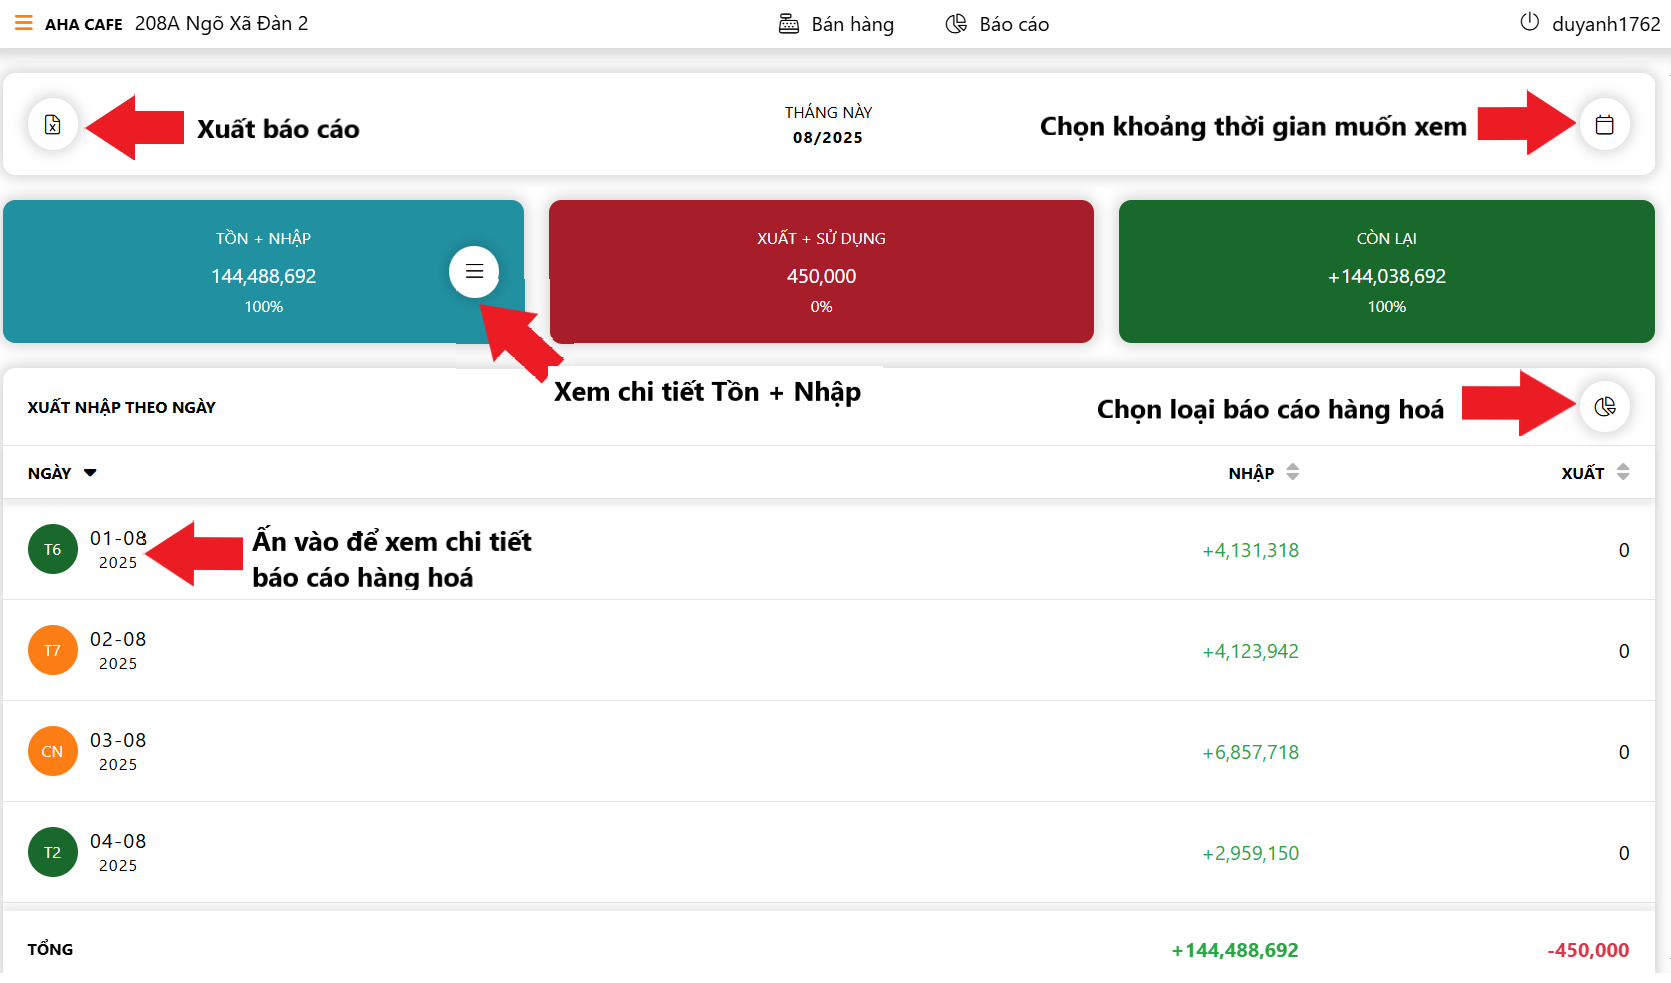 AHA CAFE 208A Ngõ Xã Đàn 2
Bán hàng
Báo cáo
duyanh1762
Xuất báo cáo
THÁNG NÀY
08/2025
Chọn khoảng thời gian muốn xem
TỒN + NHẬP
144,488,692
100%
XUẤT + SỬ DỤNG
450,000
0%
CÒN LẠI
+144,038,692
100%
Xem chi tiết Tồn + Nhập
XUẤT NHẬP THEO NGÀY
Chọn loại báo cáo hàng hoá
NGÀY NHẬP XUẤT
T6 01-08 2025
Ấn vào để xem chi tiết
báo cáo hàng hoá
+4,131,318 0
T7 02-08 2025 +4,123,942 0
CN 03-08 2025 +6,857,718 0
T2 04-08 2025 +2,959,150 0
TỔNG +144,488,692 -450,000